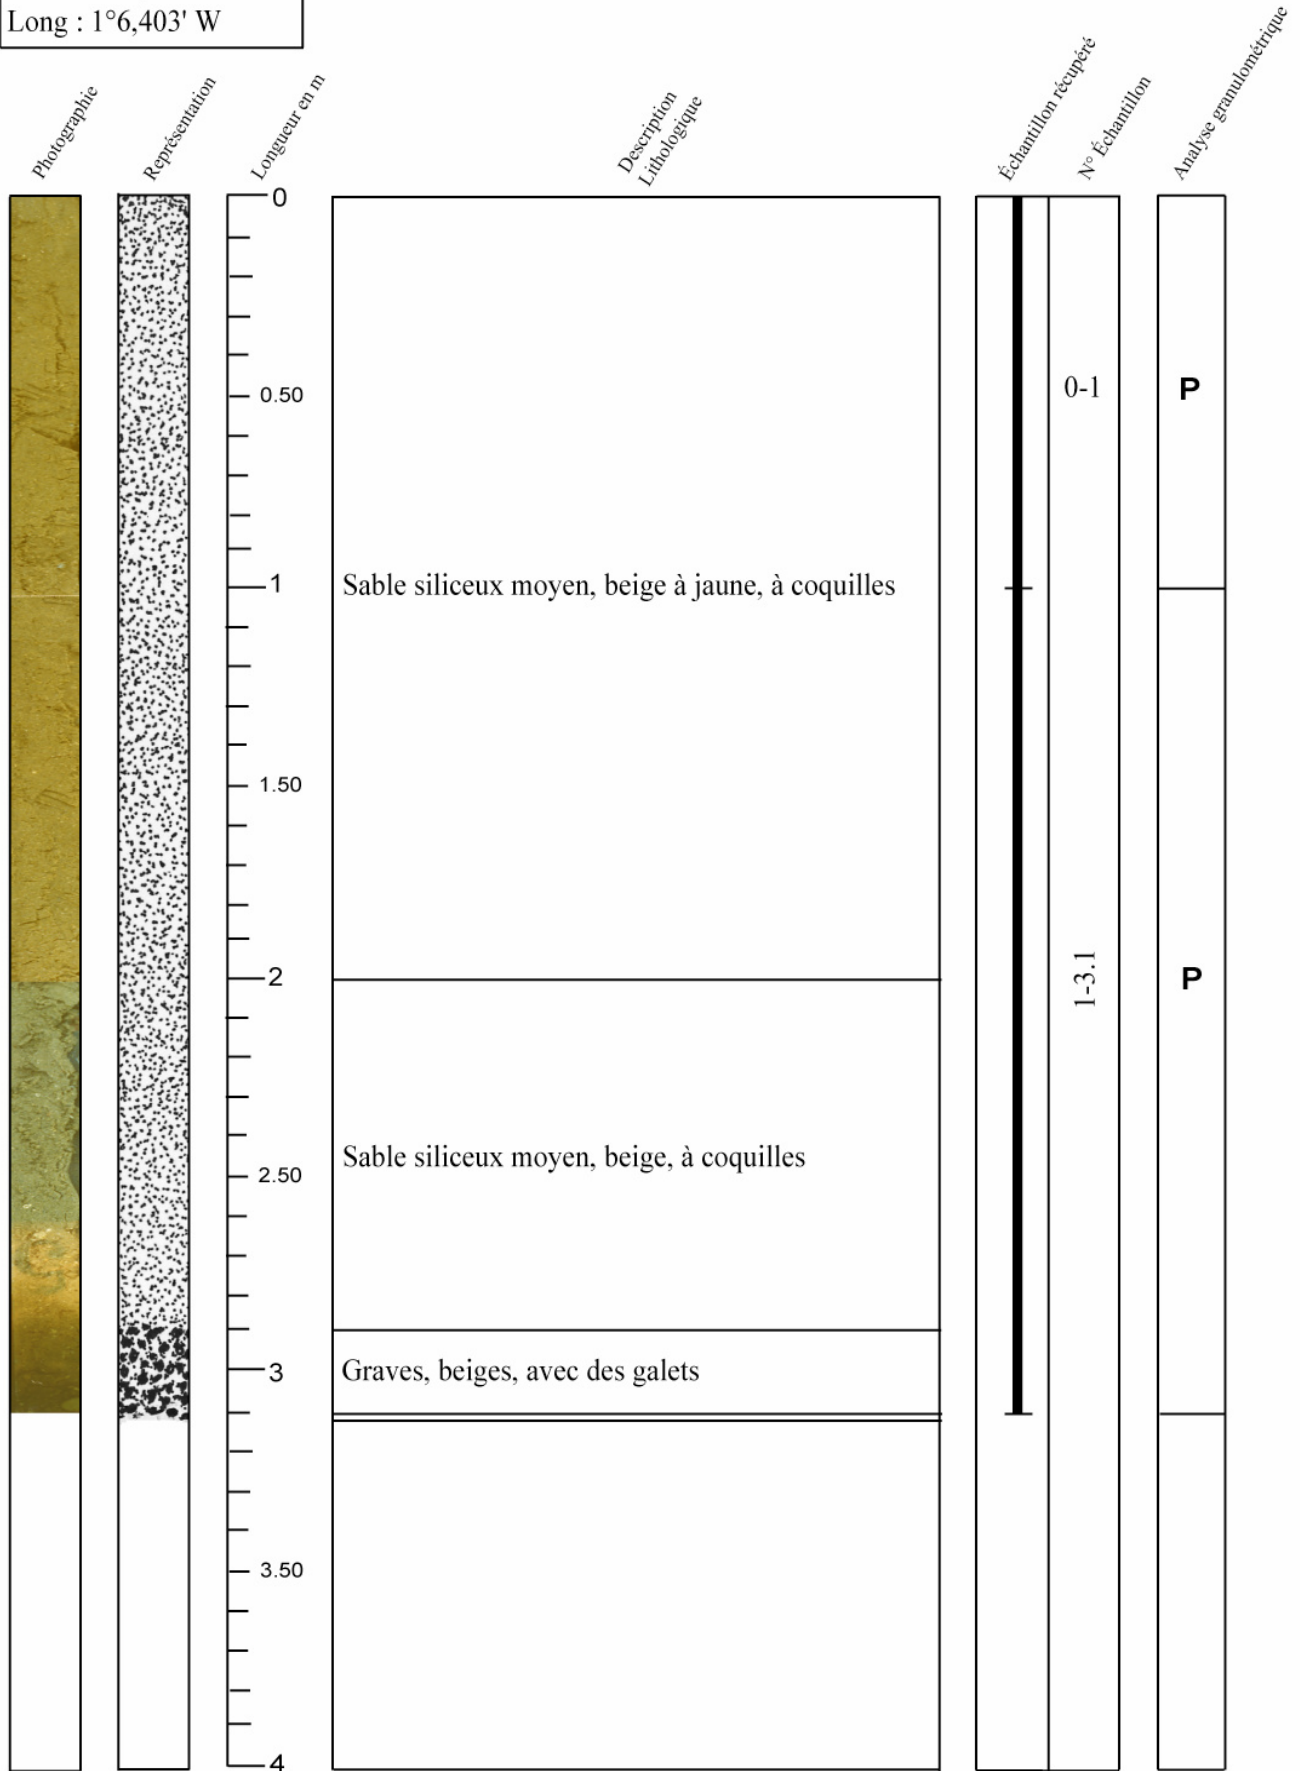 Long : 1°6,403' W
Photographie
Représentation
Longueur en m
Description
Lithologique
Échantillon récupéré
N° Échantillon
Analyse granulométrique
0
0.50
0-1
P
1
Sable siliceux moyen, beige à jaune, à coquilles
1.50
2
1-3.1
P
Sable siliceux moyen, beige, à coquilles
2.50
3
Graves, beiges, avec des galets
3.50
4